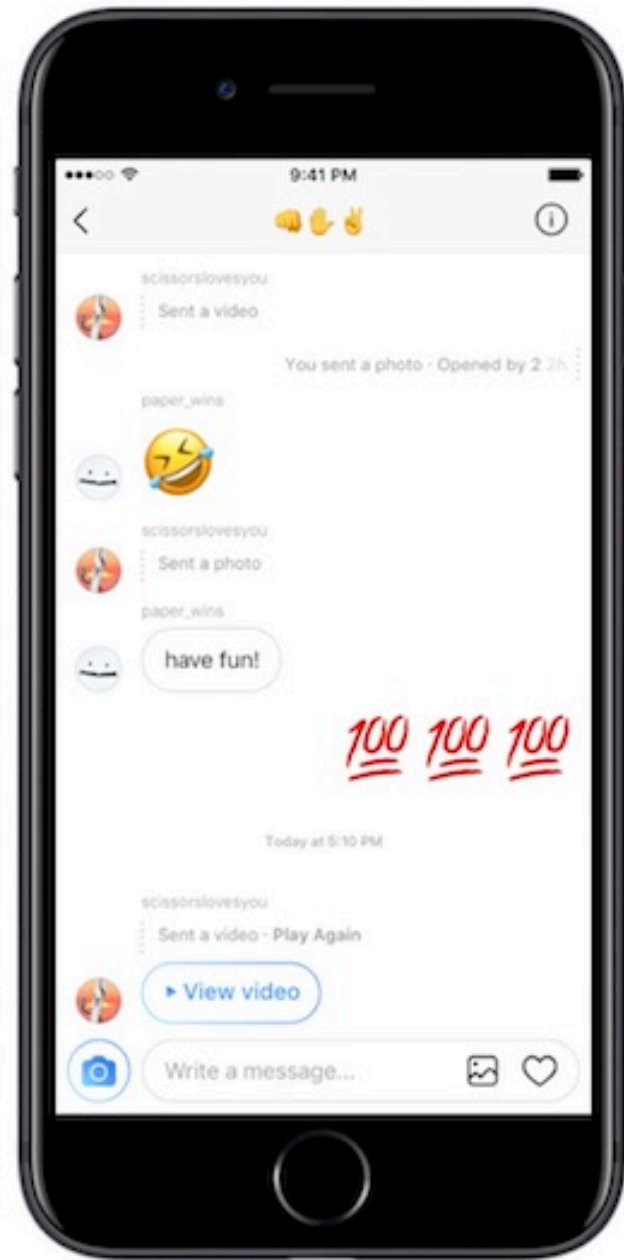 9:41 PM
👊✋✌️
scissorslovesyou
Sent a video
You sent a photo · Opened by 2 2h
paper_wins
🤣
scissorslovesyou
Sent a photo
paper_wins
have fun!
💯 💯 💯
Today at 5:10 PM
scissorslovesyou
Sent a video · Play Again
View video
Write a message...